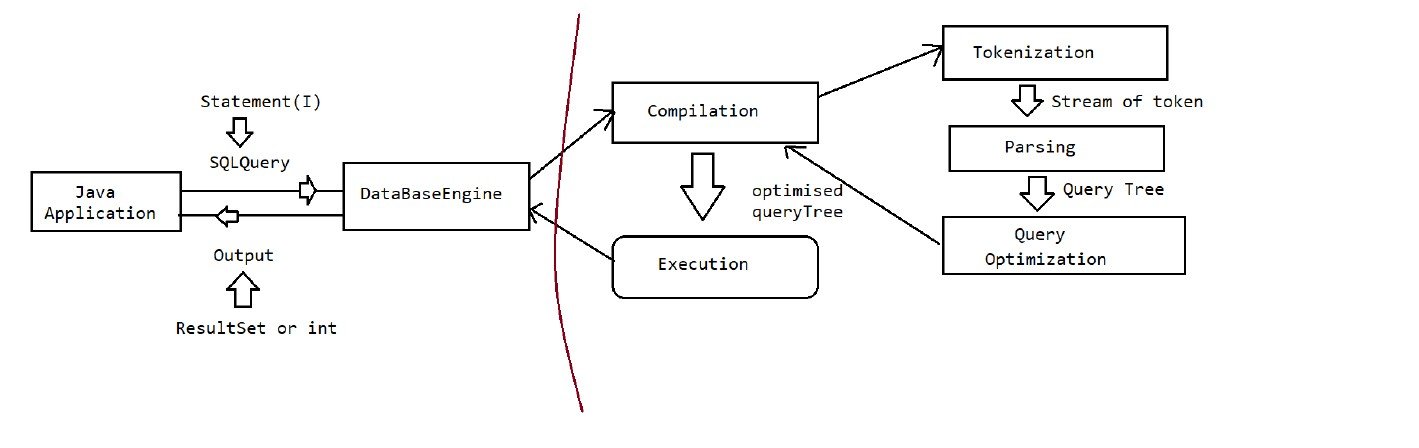 Statement(I)
SQLQuery
Java
Application
DataBaseEngine
Output
ResultSet or int
Compilation
optimised
queryTree
Execution
Tokenization
Stream of token
Parsing
Query Tree
Query
Optimization